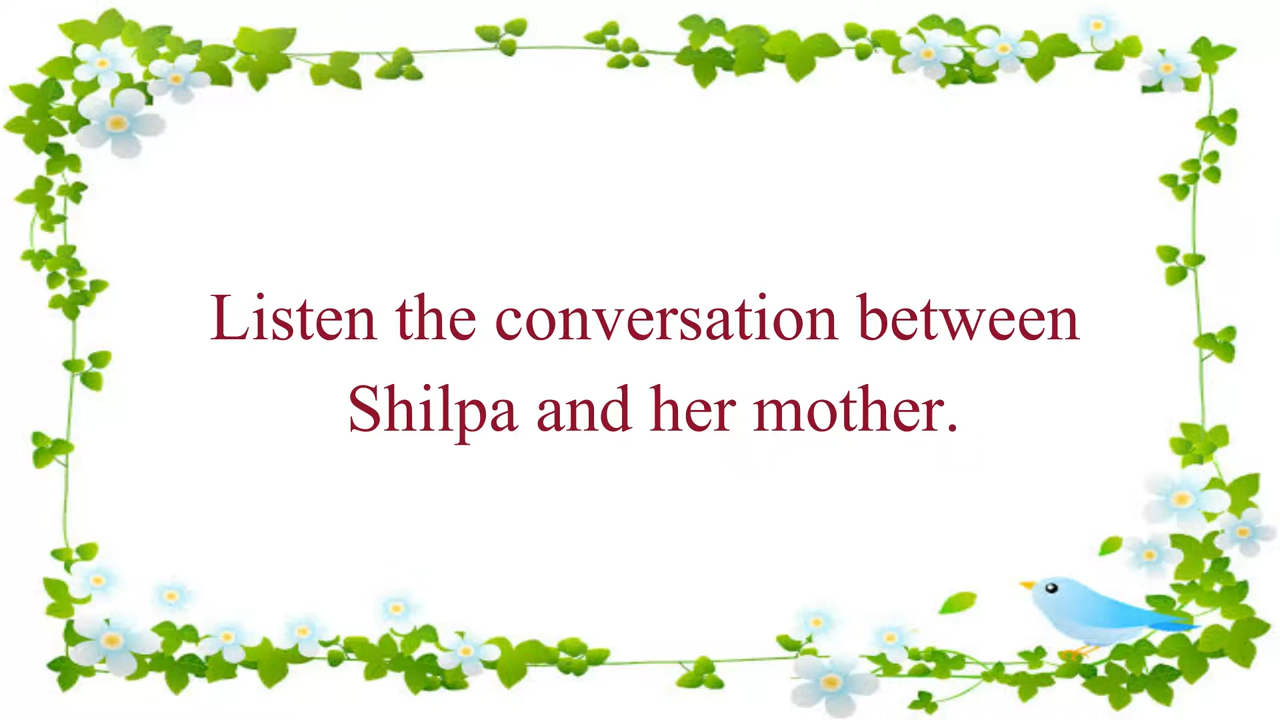 Listen the conversation between
Shilpa and her mother.